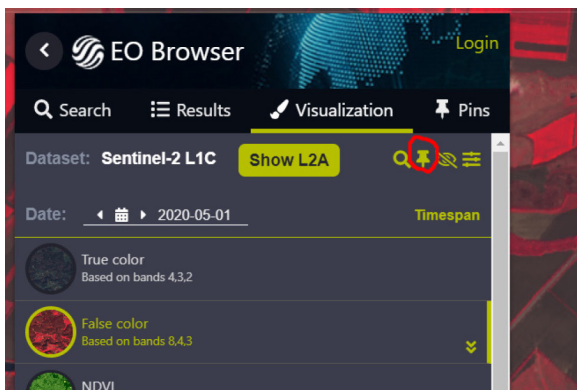 EO Browser
Login
Search Results Visualization Pins
Dataset: Sentinel-2 L1C Show L2A
Date: 2020-05-01 Timespan
True color
Based on bands 4,3,2
False color
Based on bands 8,4,3
NDVI